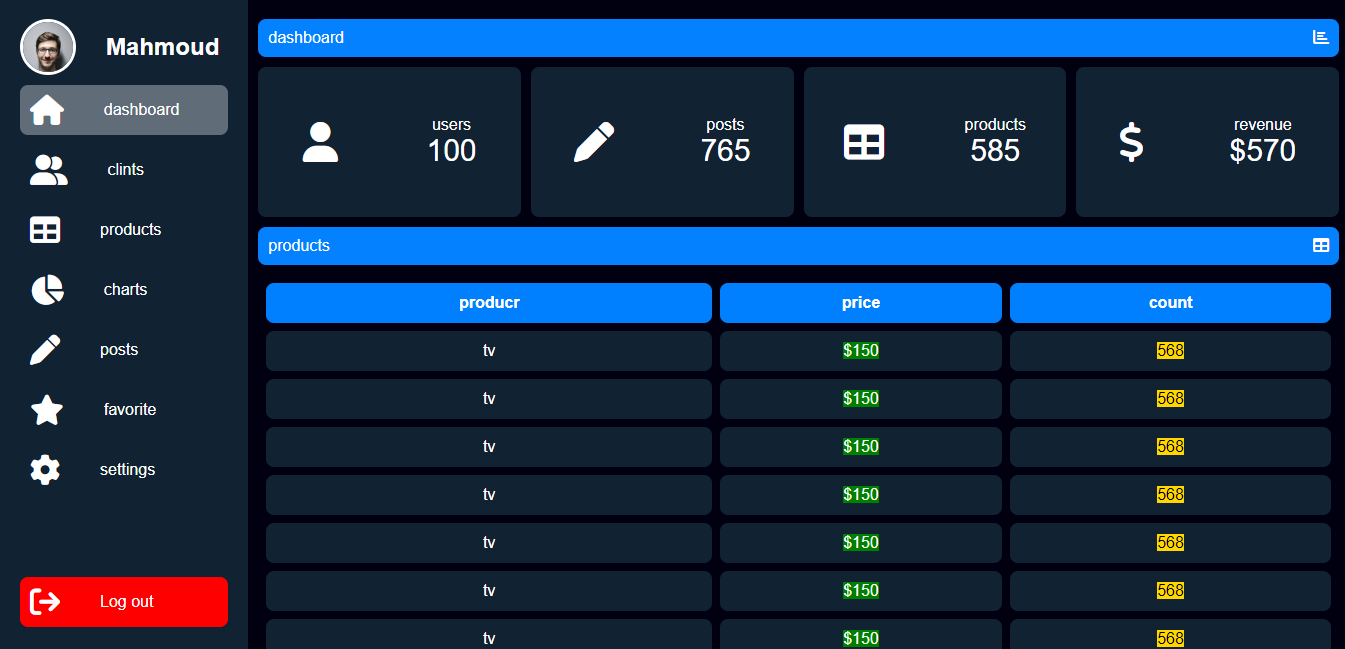 Mahmoud
dashboard
clints
products
charts
posts
favorite
settings
Log out
dashboard
users
100
posts
765
products
585
revenue
$570
products
producr price count
tv $150 568
tv $150 568
tv $150 568
tv $150 568
tv $150 568
tv $150 568
tv $150 568